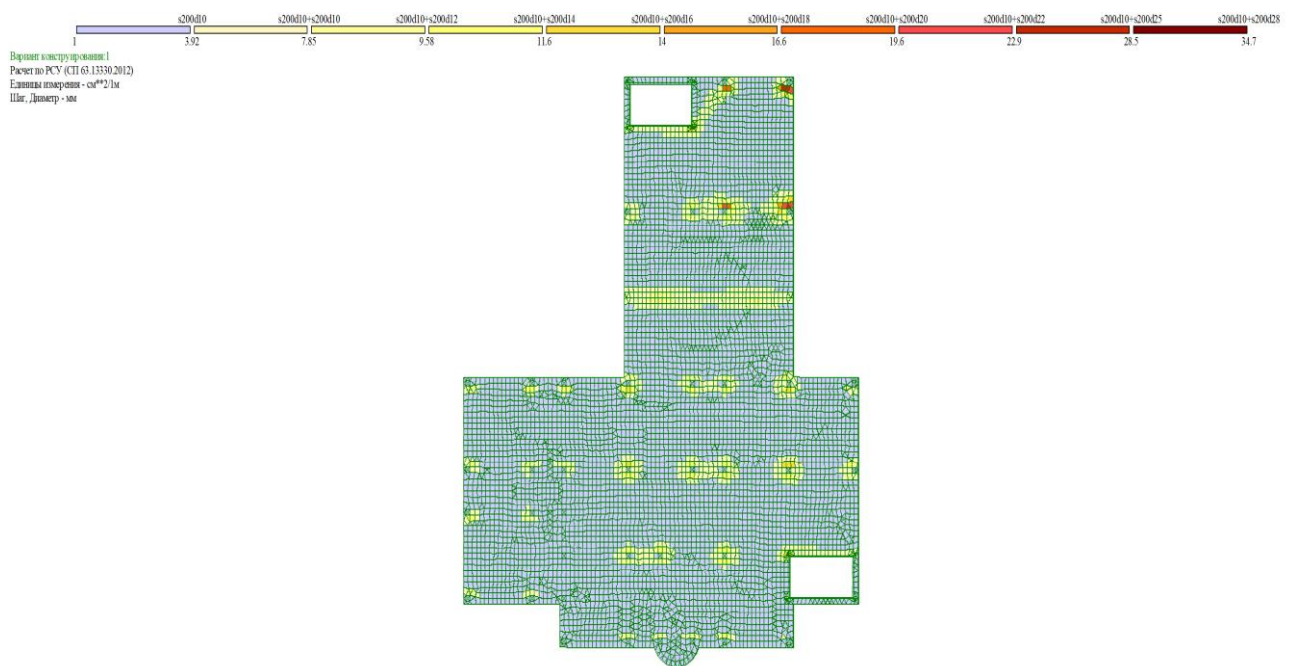 s200d10 s200d10+s200d10 s200d10+s200d12 s200d10+s200d14 s200d10+s200d16 s200d10+s200d18 s200d10+s200d20 s200d10+s200d22 s200d10+s200d25 s200d10+s200d28
1 3.92 7.85 9.58 11.6 14 16.6 19.6 22.9 28.5 34.7
Вариант конструирования:1
Расчет по РСУ (СП 63.13330.2012)
Единицы измерения - см**2/1м
Шаг, Диаметр - мм